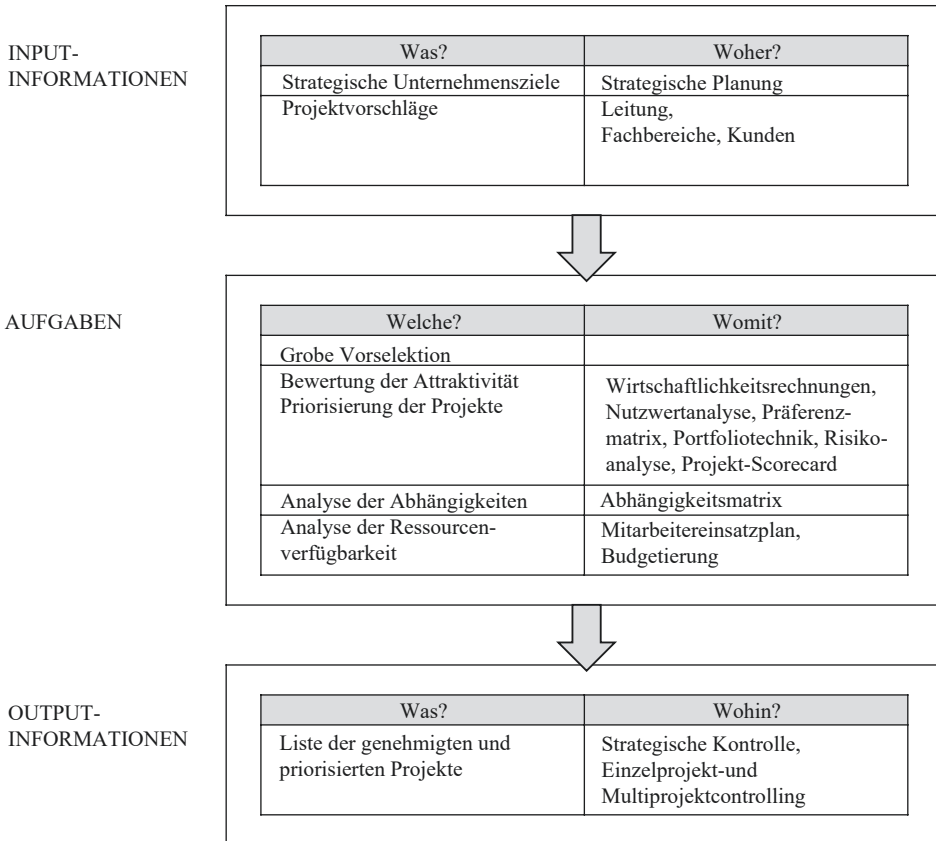 INPUT-
INFORMATIONEN
Was?
Woher?
Strategische Unternehmensziele
Strategische Planung
Projektvorschläge
Leitung,
Fachbereiche, Kunden
AUFGABEN
Welche?
Womit?
Grobe Vorselektion
Bewertung der Attraktivität
Priorisierung der Projekte
Wirtschaftlichkeitsrechnungen,
Nutzwertanalyse, Präferenz-
matrix, Portfoliotechnik, Risiko-
analyse, Projekt-Scorecard
Analyse der Abhängigkeiten
Abhängigkeitsmatrix
Analyse der Ressourcen-
verfügbarkeit
Mitarbeitereinsatzplan,
Budgetierung
OUTPUT-
INFORMATIONEN
Was?
Wohin?
Liste der genehmigten und
priorisierten Projekte
Strategische Kontrolle,
Einzelprojekt-und
Multiprojektcontrolling